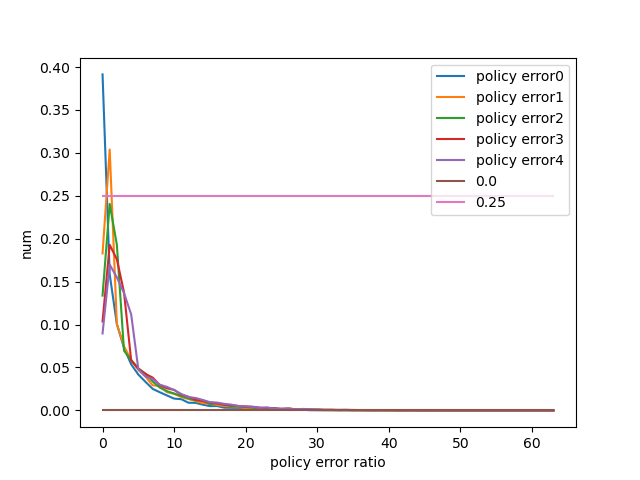 0.40
0.35
0.30
0.25
0.20
0.15
0.10
0.05
0.00
num
policy error0
policy error1
policy error2
policy error3
policy error4
0.0
0.25
0 10 20 30 40 50 60
policy error ratio